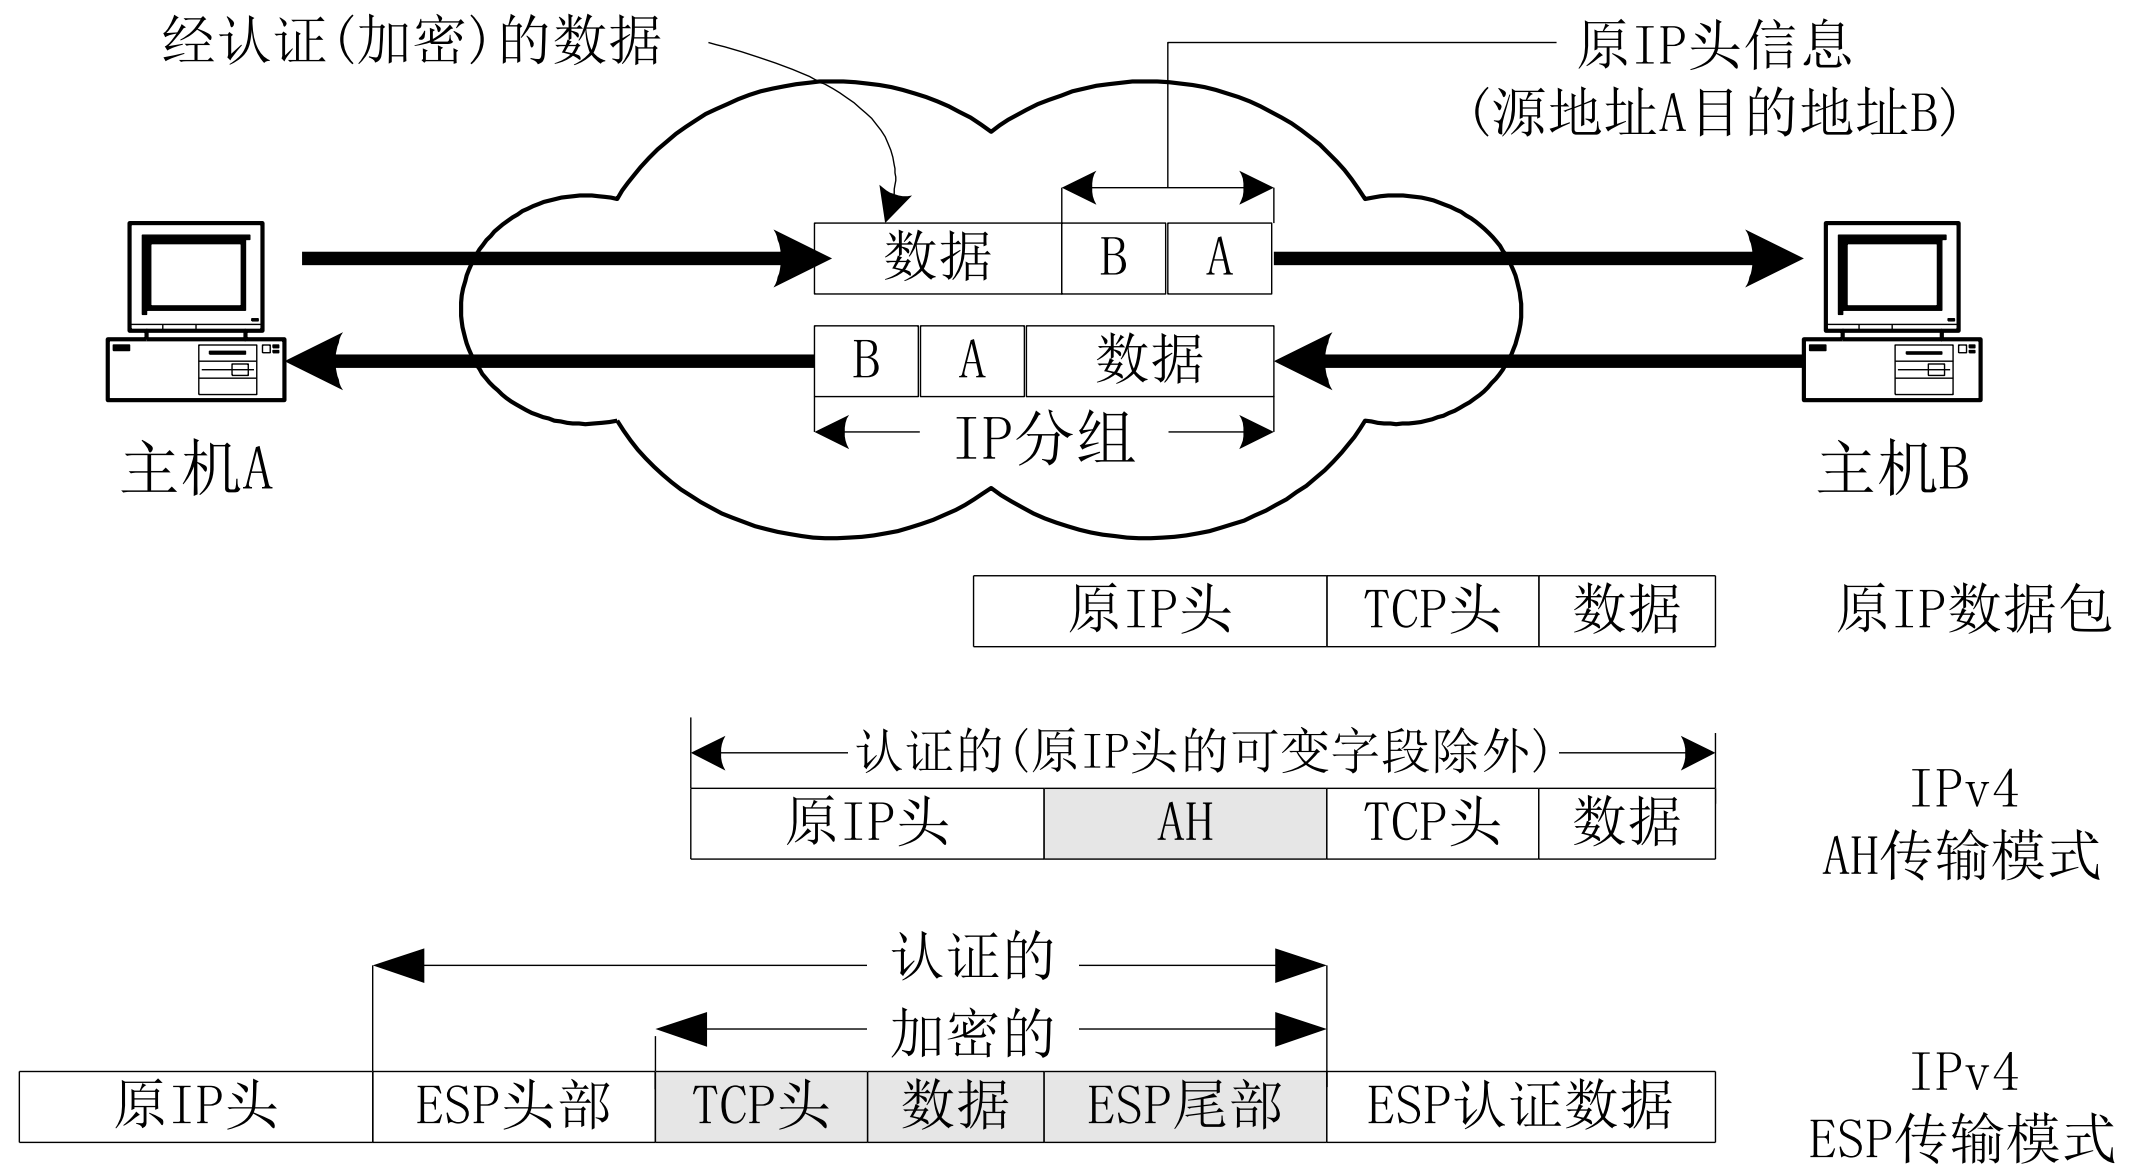 经认证(加密)的数据
原IP头信息
(源地址A目的地址B)
数据 B A
B A 数据
IP分组
主机A
主机B
原IP头 TCP头 数据 原IP数据包
认证的(原IP头的可变字段除外)
原IP头 AH TCP头 数据
IPv4
AH传输模式
认证的
加密的
原IP头 ESP头部 TCP头 数据 ESP尾部 ESP认证数据
IPv4
ESP传输模式